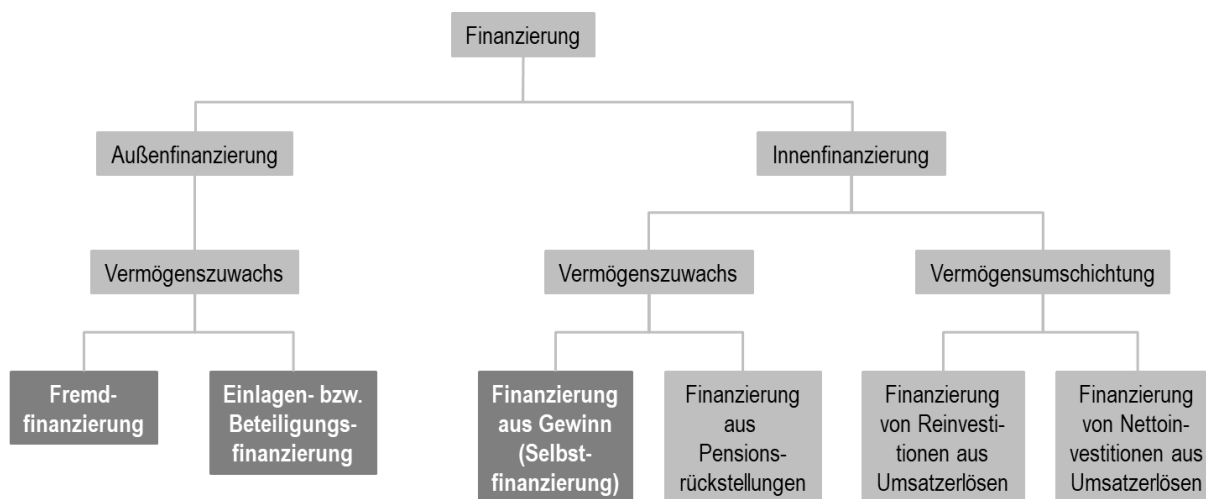 Finanzierung
Außenfinanzierung
Innenfinanzierung
Vermögenszuwachs
Vermögenszuwachs
Vermögensumschichtung
Fremd-
finanzierung
Einlagen- bzw.
Beteiligungs-
finanzierung
Finanzierung
aus Gewinn
(Selbst-
finanzierung)
Finanzierung
aus
Pensions-
rückstellungen
Finanzierung
von Reinvesti-
tionen aus
Umsatzerlösen
Finanzierung
von Nettoin-
vestitionen aus
Umsatzerlösen